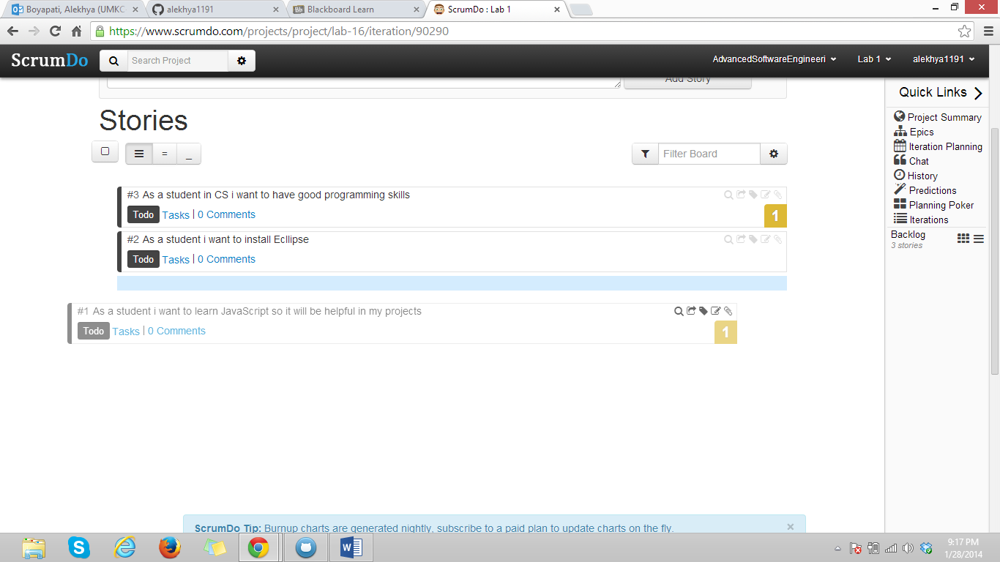 Boyapati, Alekhya (UMKC
alekhya1191
Blackboard Learn
ScrumDo : Lab 1
https://www.scrumdo.com/projects/project/lab-16/iteration/90290
ScrumDo
Search Project
AdvancedSoftwareEngineeri
Lab 1
alekhya1191
Add Story
Quick Links
Stories
Project Summary
Epics
Iteration Planning
Chat
History
Predictions
Planning Poker
Iterations
Backlog
3 stories
= _
Filter Board
#3 As a student in CS i want to have good programming skills
Todo Tasks | 0 Comments
1
#2 As a student i want to install Ecllipse
Todo Tasks | 0 Comments
#1 As a student i want to learn JavaScript so it will be helpful in my projects
Todo Tasks | 0 Comments
1
ScrumDo Tip: Burnup charts are generated nightly, subscribe to a paid plan to update charts on the fly.
9:17 PM
1/28/2014